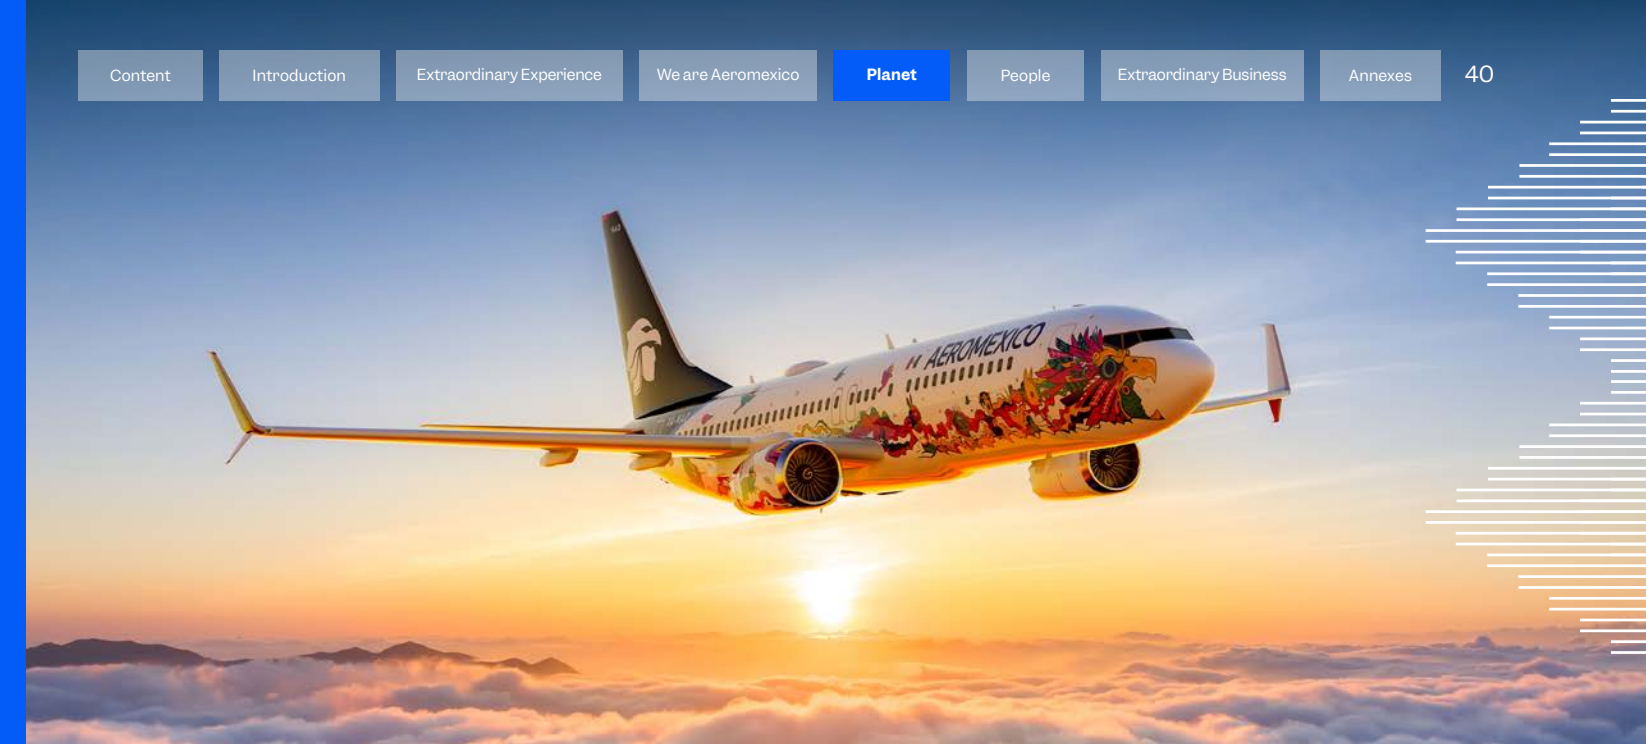 Content
Introduction
Extraordinary Experience
We are Aeromexico
Planet
People
Extraordinary Business
Annexes
40
AEROMEXICO